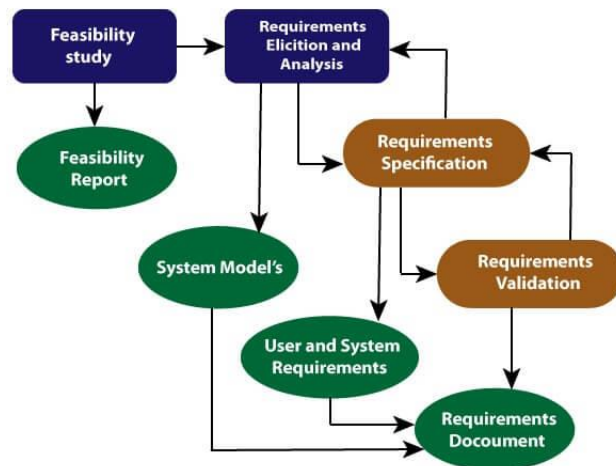 Feasibility
study
Requirements
Elicition and
Analysis
Feasibility
Report
Requirements
Specification
System Model's
Requirements
Validation
User and System
Requirements
Requirements
Docoument